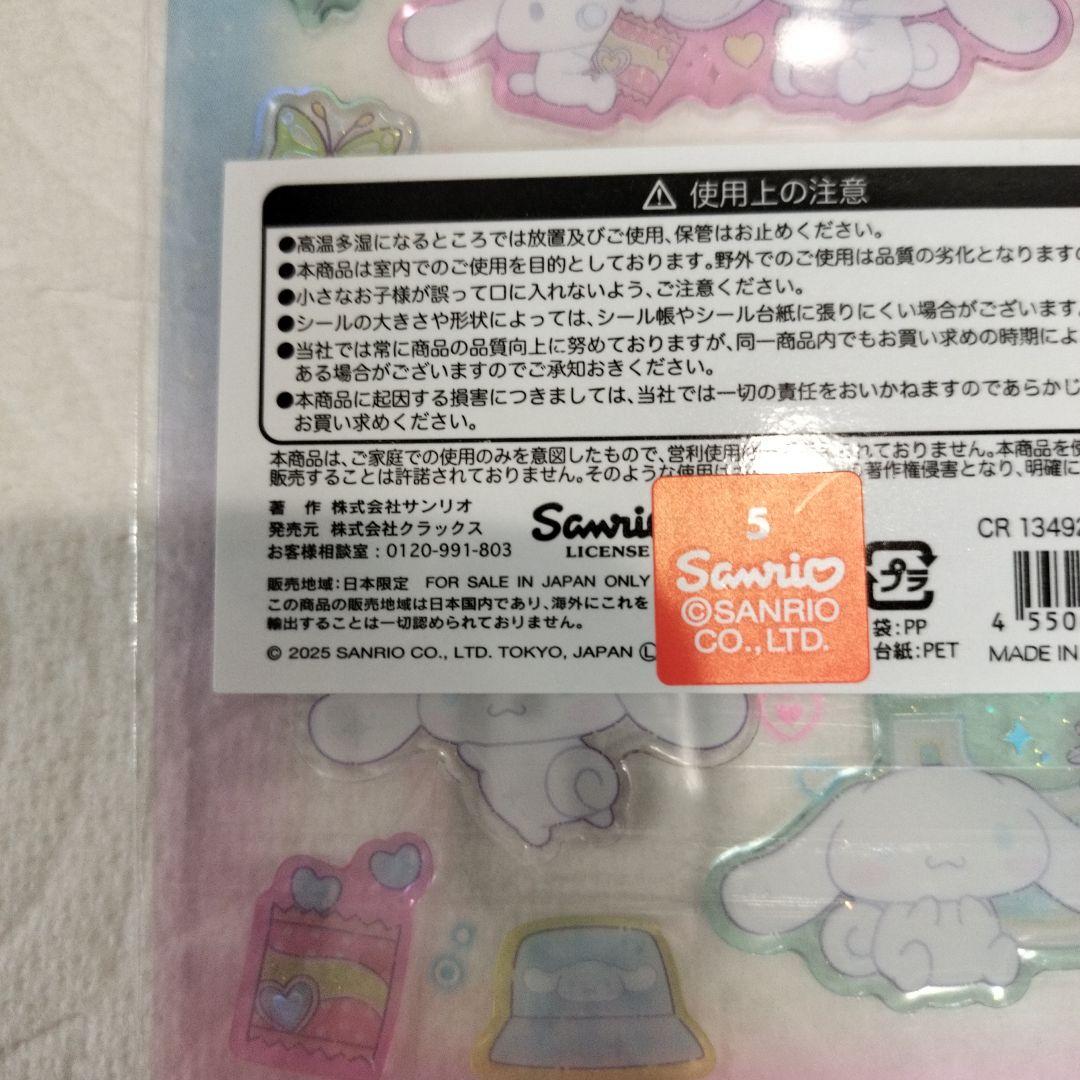 ⚠ 使用上の注意
●高温多湿になるところでは放置及びご使用、保管はお止めください。
●本商品は室内でのご使用を目的としております。野外でのご使用は品質の劣化となります
●小さなお子様が誤って口に入れないよう、ご注意ください。
●シールの大きさや形状によっては、シール帳やシール台紙に張りにくい場合がございます。
●当社では常に商品の品質向上に努めておりますが、同一商品内でもお買い求めの時期によ
ある場合がございますのでご承知おきください。
●本商品に起因する損害につきましては、当社では一切の責任をおいかねますのであらかじ
お買い求めください。
本商品は、ご家庭での使用のみを意図したもので、営利使用 れておりません。本商品を使
販売することは許諾されておりません。そのような使用は 著作権侵害となり、明確に
著 作 株式会社サンリオ
発売元 株式会社クラックス
お客様相談室:0120-991-803
Sanrio
LICENSE
販売地域:日本限定 FOR SALE IN JAPAN ONLY
この商品の販売地域は日本国内であり、海外にこれを
輸出することは一切認められておりません。
© 2025 SANRIO CO., LTD. TOKYO, JAPAN Ⓛ
5
Sanrio
©SANRIO
CO.,LTD.
プラ
袋:PP
台紙:PET
CR 13492
4 550
MADE IN